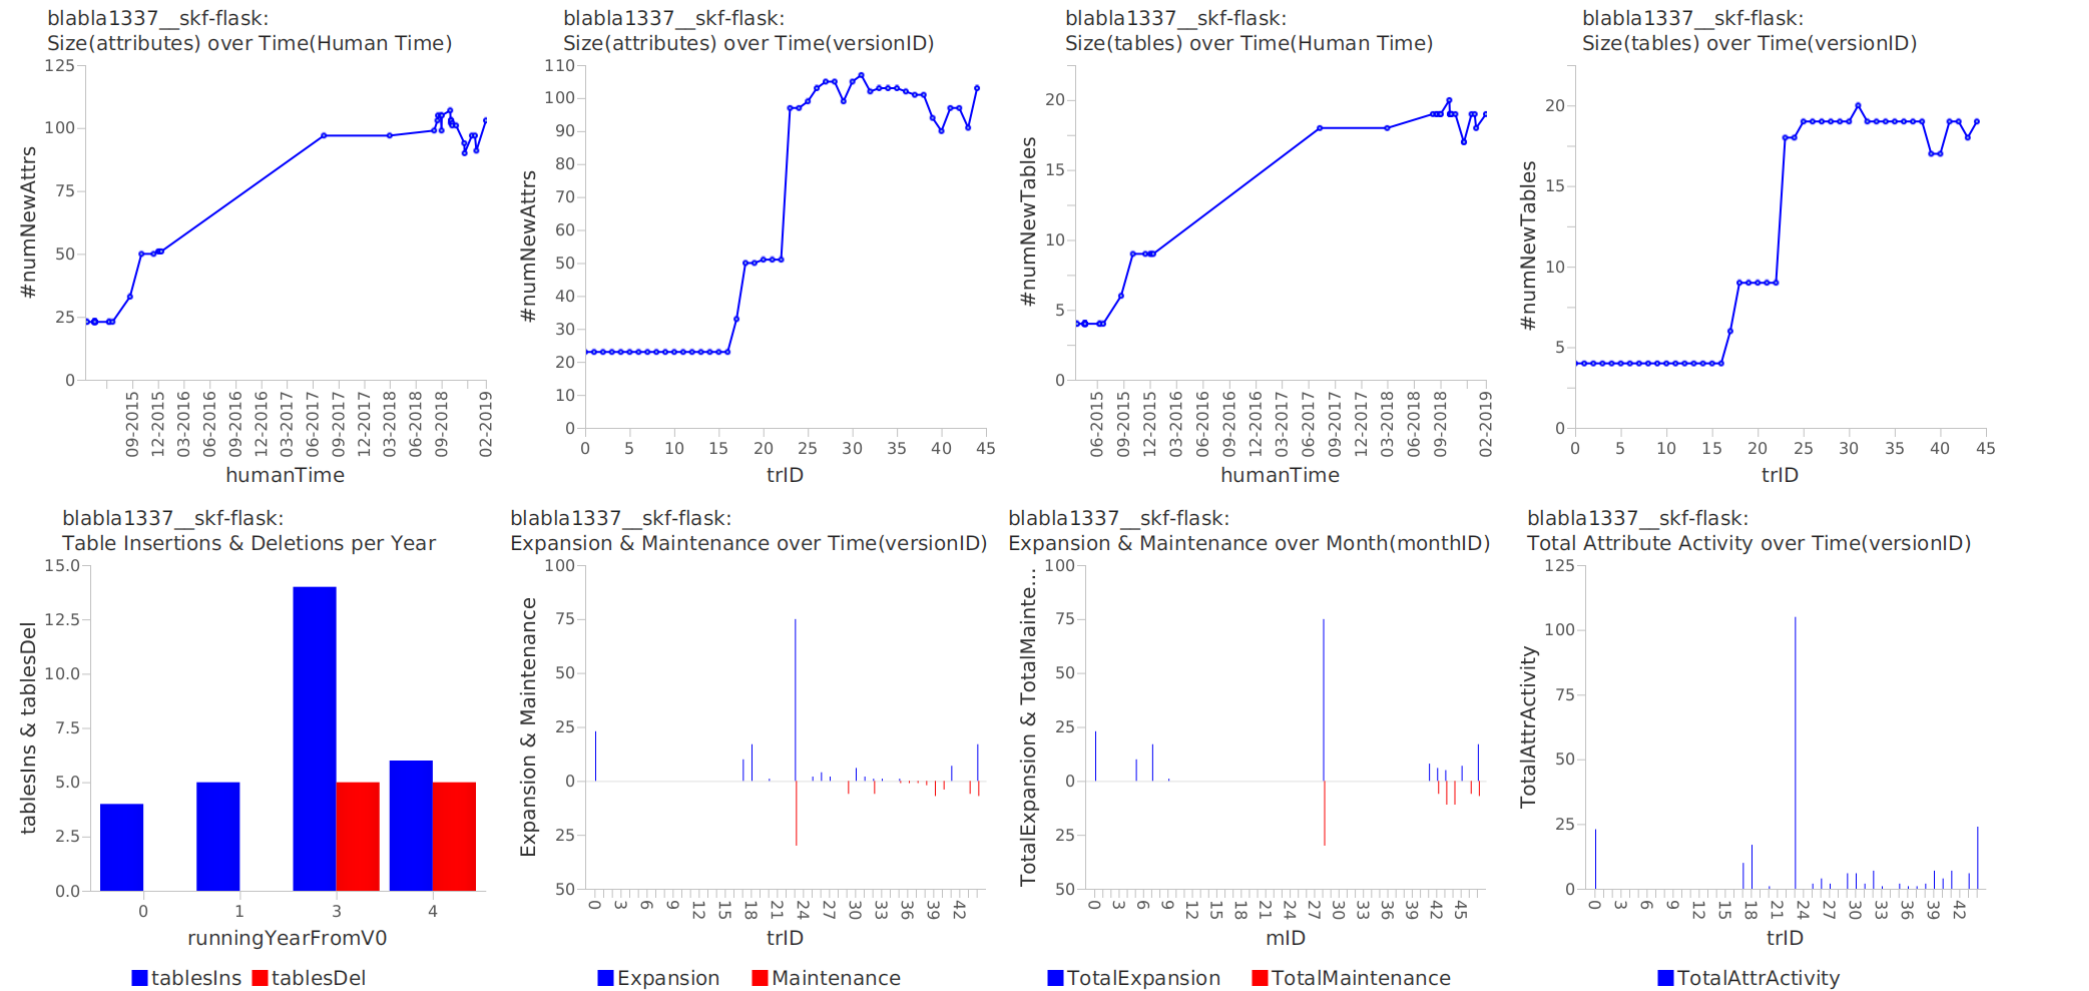 blabla1337__skf-flask:
Size(attributes) over Time(Human Time)
#numNewAttrs
125
100
75
50
25
0
09-2015
12-2015
03-2016
06-2016
09-2016
12-2016
03-2017
06-2017
09-2017
12-2017
03-2018
06-2018
09-2018
02-2019
humanTime
blabla1337__skf-flask:
Size(attributes) over Time(versionID)
#numNewAttrs
110
100
90
80
70
60
50
40
30
20
10
0
0 5 10 15 20 25 30 35 40 45
trID
blabla1337__skf-flask:
Size(tables) over Time(Human Time)
#numNewTables
20
15
10
5
0
06-2015
09-2015
12-2015
03-2016
06-2016
09-2016
12-2016
03-2017
06-2017
09-2017
12-2017
03-2018
06-2018
09-2018
02-2019
humanTime
blabla1337__skf-flask:
Size(tables) over Time(versionID)
#numNewTables
20
15
10
5
0
0 5 10 15 20 25 30 35 40 45
trID
blabla1337__skf-flask:
Table Insertions & Deletions per Year
tablesIns & tablesDel
15.0
12.5
10.0
7.5
5.0
2.5
0.0
0 1 3 4
runningYearFromV0
tablesIns tablesDel
blabla1337__skf-flask:
Expansion & Maintenance over Time(versionID)
Expansion & Maintenance
100
75
50
25
0
25
50
0 3 6 9 12 15 18 21 24 27 30 33 36 39 42
trID
Expansion Maintenance
blabla1337__skf-flask:
Expansion & Maintenance over Month(monthID)
TotalExpansion & TotalMainte...
100
75
50
25
0
25
50
0 3 6 9 12 15 18 21 24 27 30 33 36 39 42 45
mID
TotalExpansion TotalMaintenance
blabla1337__skf-flask:
Total Attribute Activity over Time(versionID)
TotalAttrActivity
125
100
75
50
25
0
0 3 6 9 12 15 18 21 24 27 30 33 36 39 42
trID
TotalAttrActivity